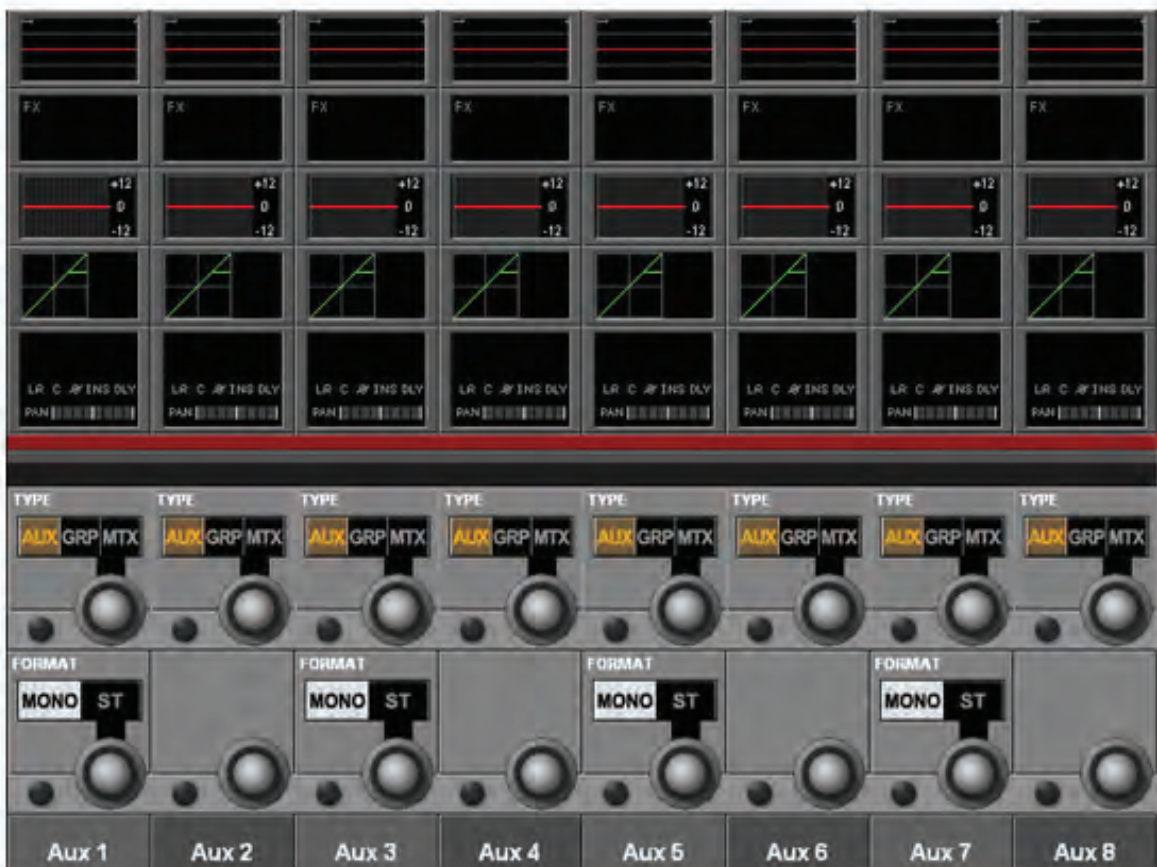 FX FX FX FX FX FX FX FX
+12 +12 +12 +12 +12 +12 +12 +12
0 0 0 0 0 0 0 0
-12 -12 -12 -12 -12 -12 -12 -12
LR C Ø INS DLY LR C Ø INS DLY LR C Ø INS DLY LR C Ø INS DLY LR C Ø INS DLY LR C Ø INS DLY LR C Ø INS DLY LR C Ø INS DLY
PAN PAN PAN PAN PAN PAN PAN PAN
TYPE TYPE TYPE TYPE TYPE TYPE TYPE TYPE
AUX GRP MTX AUX GRP MTX AUX GRP MTX AUX GRP MTX AUX GRP MTX AUX GRP MTX AUX GRP MTX AUX GRP MTX
FORMAT FORMAT FORMAT FORMAT
MONO ST MONO ST MONO ST MONO ST
Aux 1 Aux 2 Aux 3 Aux 4 Aux 5 Aux 6 Aux 7 Aux 8